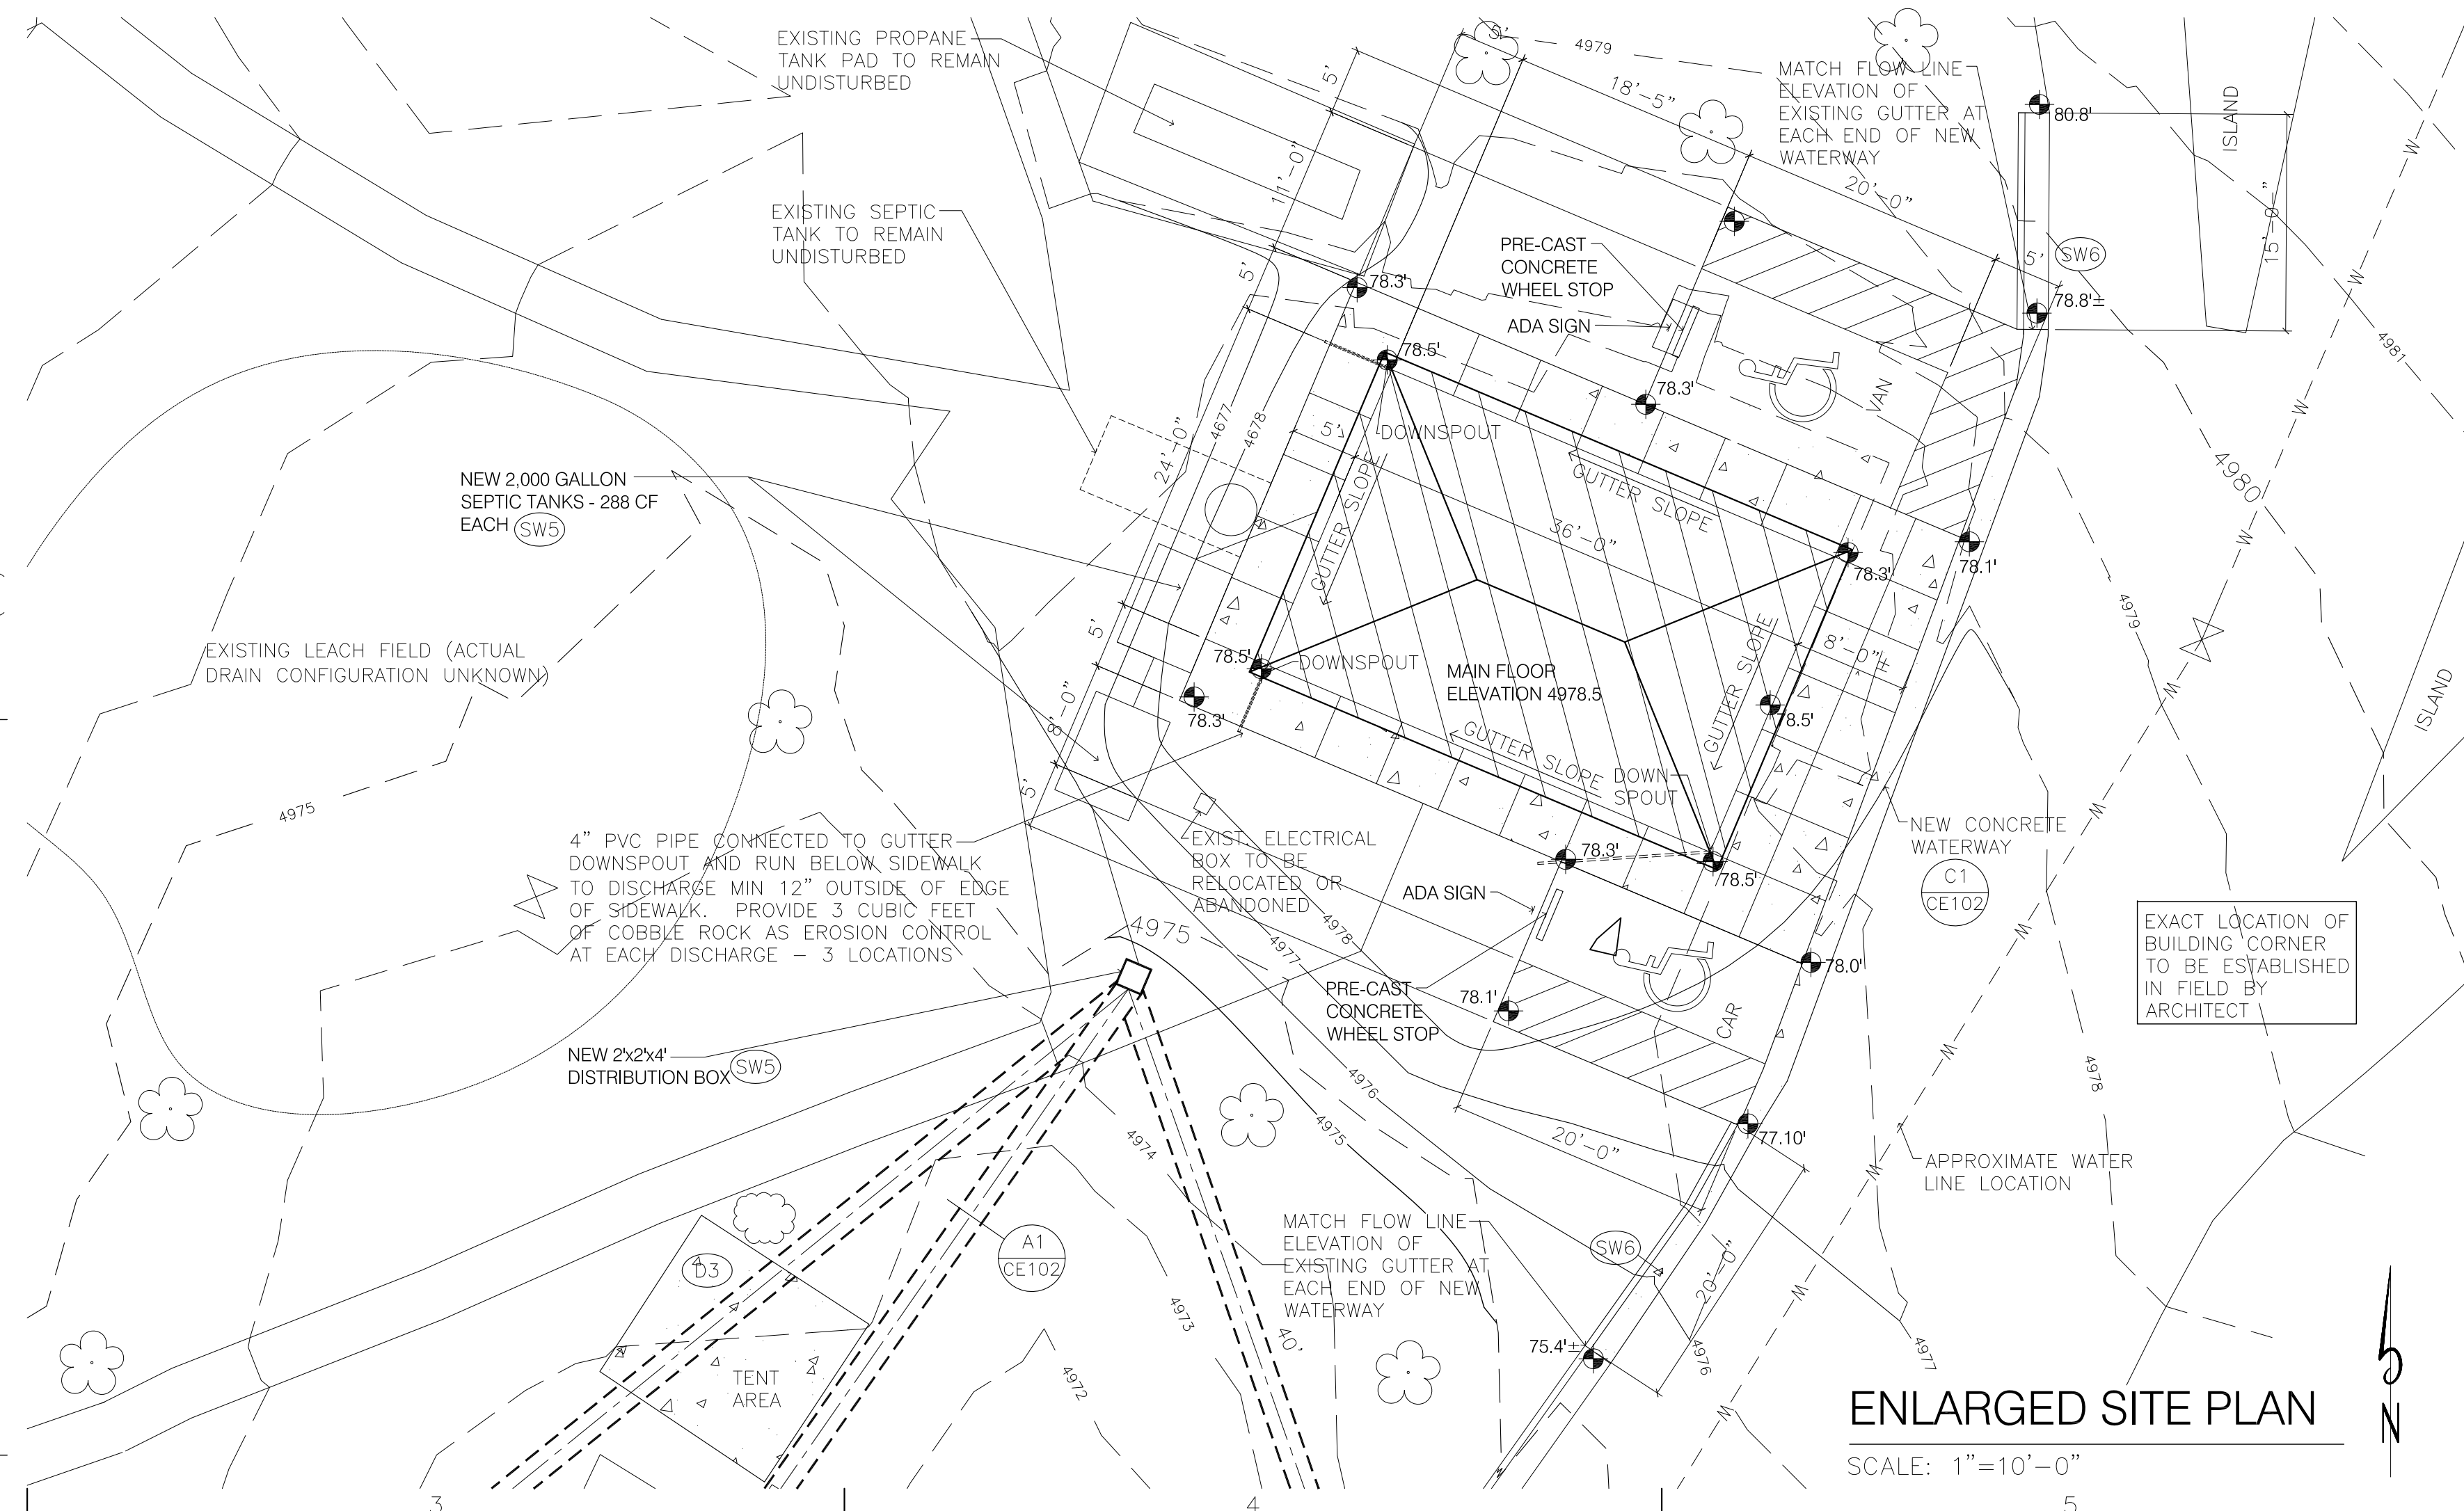 EXISTING PROPANE
TANK PAD TO REMAIN
UNDISTURBED
5'
9'
4979
18'-5"
MATCH FLOW LINE
ELEVATION OF
EXISTING GUTTER AT
EACH END OF NEW
WATERWAY
80.8'
ISLAND
11'-0"
20'-0"
15'-0"
EXISTING SEPTIC
TANK TO REMAIN
UNDISTURBED
PRE-CAST
CONCRETE
WHEEL STOP
ADA SIGN
5'
SW6
5'
78.3'
78.8'±
4981
78.5'
78.3'
VAN
4677
4678
24'-0"
5'
DOWNSPOUT
GUTTER SLOPE
GUTTER SLOPE
36'-0"
4980
NEW 2,000 GALLON
SEPTIC TANKS - 288 CF
EACH
SW5
78.3'
78.1'
4979
EXISTING LEACH FIELD (ACTUAL
DRAIN CONFIGURATION UNKNOWN)
5'
78.5'
DOWNSPOUT
MAIN FLOOR
ELEVATION 4978.5
GUTTER SLOPE
8'-0"±
78.3'
8'-0"
78.5'
ISLAND
GUTTER SLOPE
DOWN
SPOUT
5'
4975
4" PVC PIPE CONNECTED TO GUTTER
DOWNSPOUT AND RUN BELOW SIDEWALK
TO DISCHARGE MIN 12" OUTSIDE OF EDGE
OF SIDEWALK.  PROVIDE 3 CUBIC FEET
OF COBBLE ROCK AS EROSION CONTROL
AT EACH DISCHARGE - 3 LOCATIONS
EXIST. ELECTRICAL
BOX TO BE
RELOCATED OR
ABANDONED
78.3'
78.5'
NEW CONCRETE
WATERWAY
C1
CE102
ADA SIGN
4975
4977
4978
EXACT LOCATION OF
BUILDING CORNER
TO BE ESTABLISHED
IN FIELD BY
ARCHITECT
78.0'
PRE-CAST
CONCRETE
WHEEL STOP
78.1'
CAR
NEW 2'x2'x4'
DISTRIBUTION BOX
SW5
4976
4978
4974
4975
20'-0"
77.10'
APPROXIMATE WATER
LINE LOCATION
MATCH FLOW LINE
ELEVATION OF
EXISTING GUTTER AT
EACH END OF NEW
WATERWAY
SW6
20'-0"
A1
CE102
D3
4973
40'
75.4'±
4976
4977
4972
TENT
AREA
W
W
W
W
W
W
W
W
W
W
W
W
N
ENLARGED SITE PLAN
SCALE: 1"=10'-0"
3
4
5